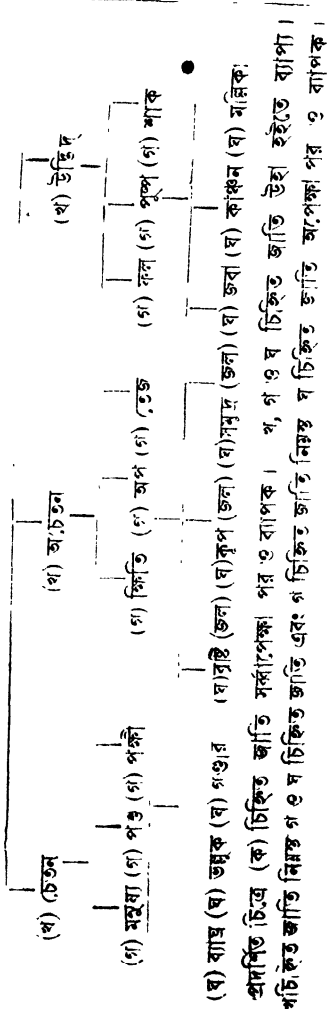 (খ) চেতন (খ) অচেতন (খ) উদ্ভিদ্
(গ) মনুষ্য (গ) পশু (গ) পক্ষী (গ) ক্ষিতি (গ) অপ (গ) তেজ (গ) ফল (গ) পুষ্প (গ) শাক
(ঘ) ব্যাঘ্র (ঘ) ভল্লুক (ঘ) গণ্ডার (ঘ) বৃষ্টি (জল) (ঘ) কূপ (জল) (ঘ) সমুদ্র (জল) (ঘ) জবা (ঘ) কাঞ্চন (ঘ) মল্লিকা
প্রদর্শিত চিত্রে (ক) চিহ্নিত জাতি সর্ব্বাপেক্ষা পর ও ব্যাপক। খ, গ ও ঘ চিহ্নিত জাতি উহা হইতে ব্যাপ্য।
খচিহ্নিত জাতি নিম্নস্থ গ ও ঘ চিহ্নিত জাতি এবং গ চিহ্নিত জাতি নিম্নস্থ ঘ চিহ্নিত জাতি অপেক্ষা পর ও ব্যাপক।